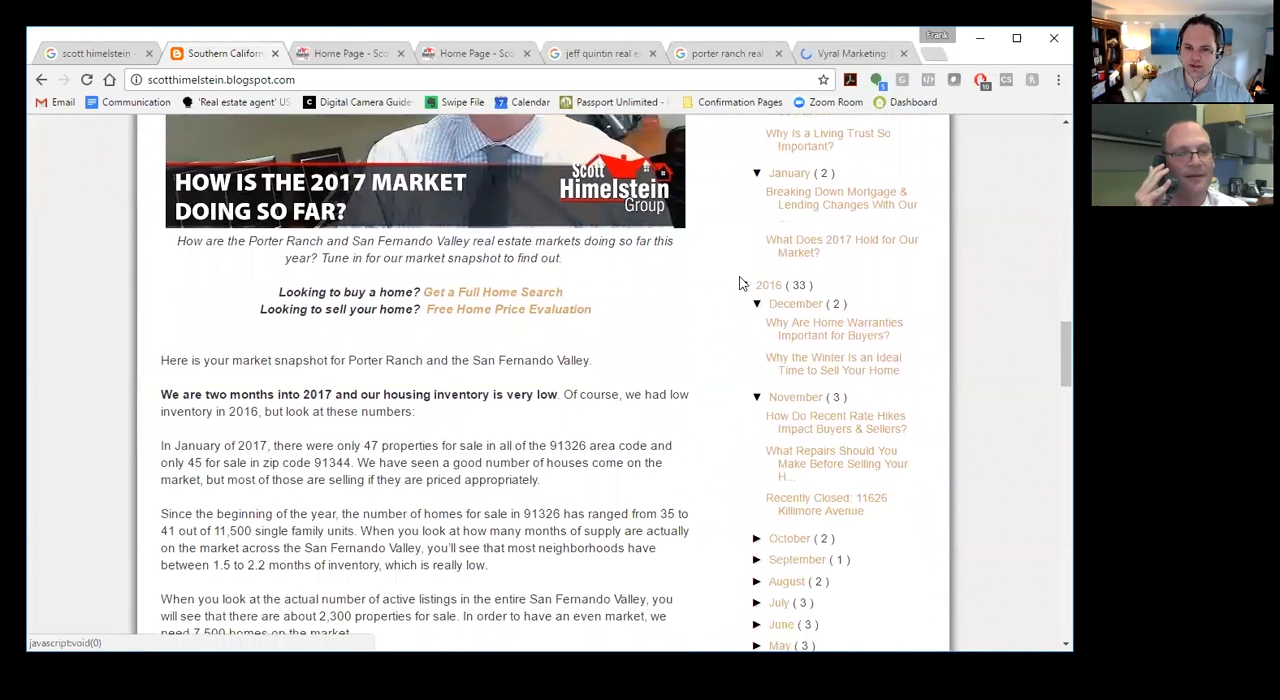 Frank
scott himelstein -
Southern Californ
Home Page - Sco
Home Page - Sco
jeff quintin real es
porter ranch real
Vyral Marketing:
scotthimelstein.blogspot.com
Email
Communication
'Real estate agent' US
Digital Camera Guide
Swipe File
Calendar
Passport Unlimited -
Confirmation Pages
Zoom Room
Dashboard
HOW IS THE 2017 MARKET
DOING SO FAR?
Scott
Himelstein
Group
How are the Porter Ranch and San Fernando Valley real estate markets doing so far this
year? Tune in for our market snapshot to find out.
Looking to buy a home? Get a Full Home Search
Looking to sell your home? Free Home Price Evaluation
Here is your market snapshot for Porter Ranch and the San Fernando Valley.
We are two months into 2017 and our housing inventory is very low. Of course, we had low
inventory in 2016, but look at these numbers:
In January of 2017, there were only 47 properties for sale in all of the 91326 area code and
only 45 for sale in zip code 91344. We have seen a good number of houses come on the
market, but most of those are selling if they are priced appropriately.
Since the beginning of the year, the number of homes for sale in 91326 has ranged from 35 to
41 out of 11,500 single family units. When you look at how many months of supply are actually
on the market across the San Fernando Valley, you'll see that most neighborhoods have
between 1.5 to 2.2 months of inventory, which is really low.
When you look at the actual number of active listings in the entire San Fernando Valley, you
will see that there are about 2,300 properties for sale. In order to have an even market, we
need 7,500 homes on the market
Why Is a Living Trust So
Important?
▼ January ( 2 )
Breaking Down Mortgage &
Lending Changes With Our
...
What Does 2017 Hold for Our
Market?
2016 ( 33 )
▼ December ( 2 )
Why Are Home Warranties
Important for Buyers?
Why the Winter Is an Ideal
Time to Sell Your Home
▼ November ( 3 )
How Do Recent Rate Hikes
Impact Buyers & Sellers?
What Repairs Should You
Make Before Selling Your
H...
Recently Closed: 11626
Killimore Avenue
► October ( 2 )
► September ( 1 )
► August ( 2 )
► July ( 3 )
► June ( 3 )
► May ( 3 )
javascript:void(0)